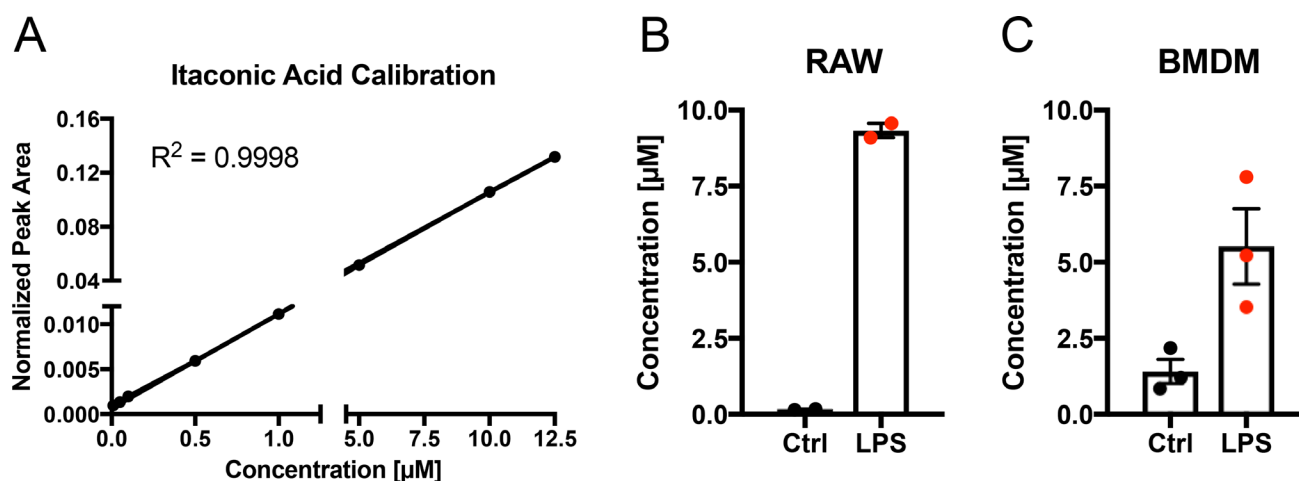 A
Itaconic Acid Calibration
Normalized Peak Area
0.16
0.12
0.08
0.04
0.010
0.005
0.000
R² = 0.9998
0.0
0.5
1.0
5.0
7.5
10.0
12.5
Concentration [µM]
B
RAW
Concentration [µM]
10.0
7.5
5.0
2.5
0.0
Ctrl
LPS
C
BMDM
Concentration [µM]
10.0
7.5
5.0
2.5
0.0
Ctrl
LPS